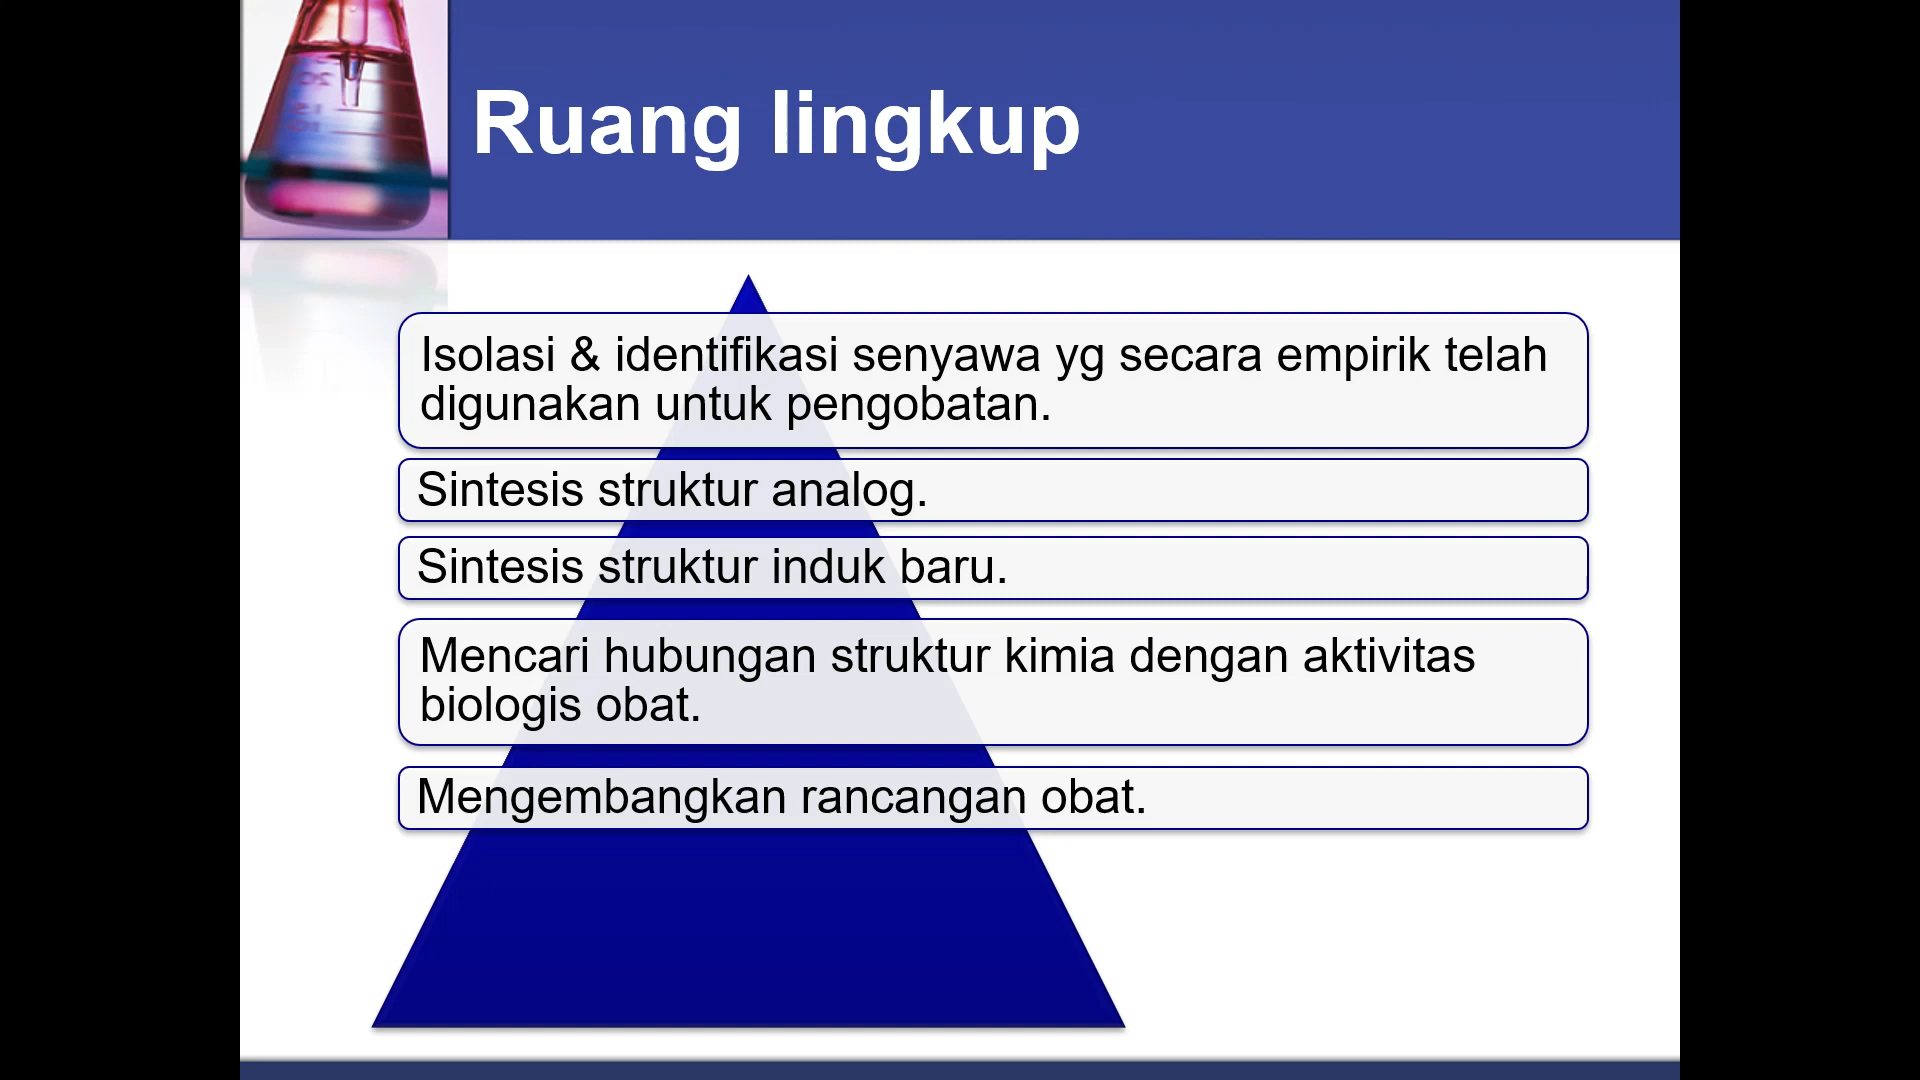 Ruang lingkup
Isolasi & identifikasi senyawa yg secara empirik telah
digunakan untuk pengobatan.
Sintesis struktur analog.
Sintesis struktur induk baru.
Mencari hubungan struktur kimia dengan aktivitas
biologis obat.
Mengembangkan rancangan obat.